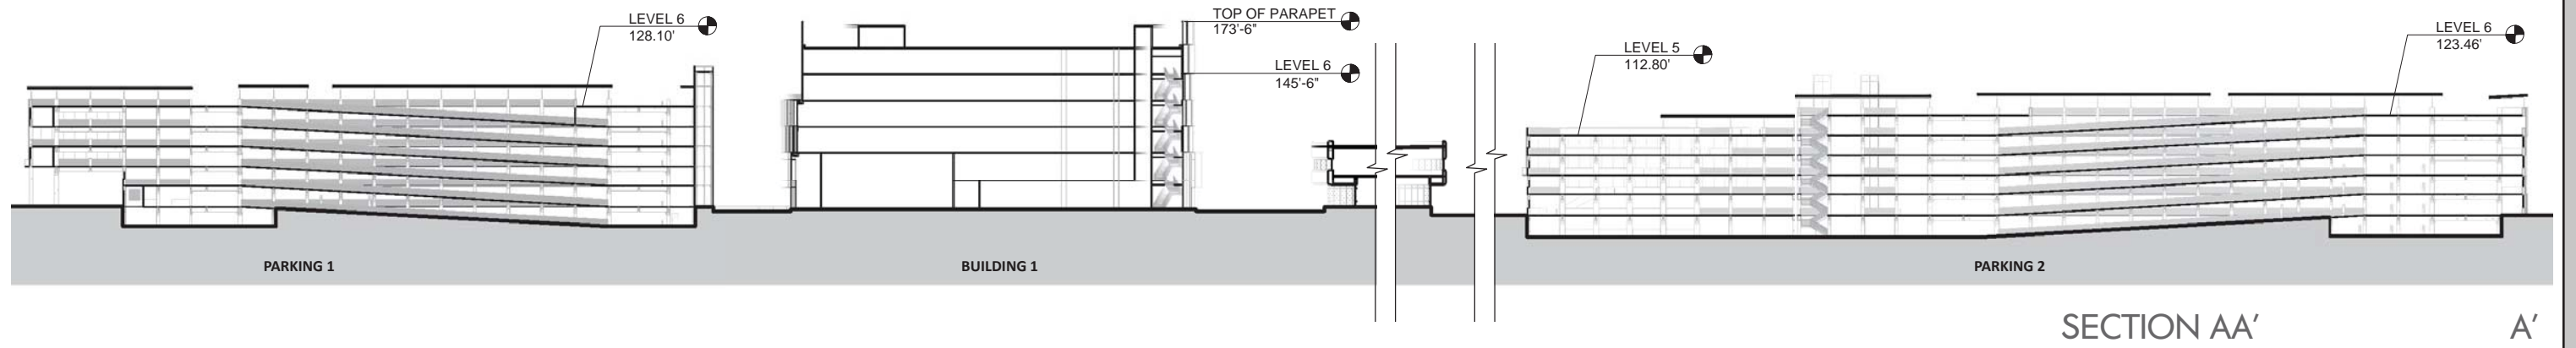 LEVEL 6
128.10'
TOP OF PARAPET
173'-6"
LEVEL 6
145'-6"
LEVEL 5
112.80'
LEVEL 6
123.46'
PARKING 1
BUILDING 1
PARKING 2
SECTION AA’
A’